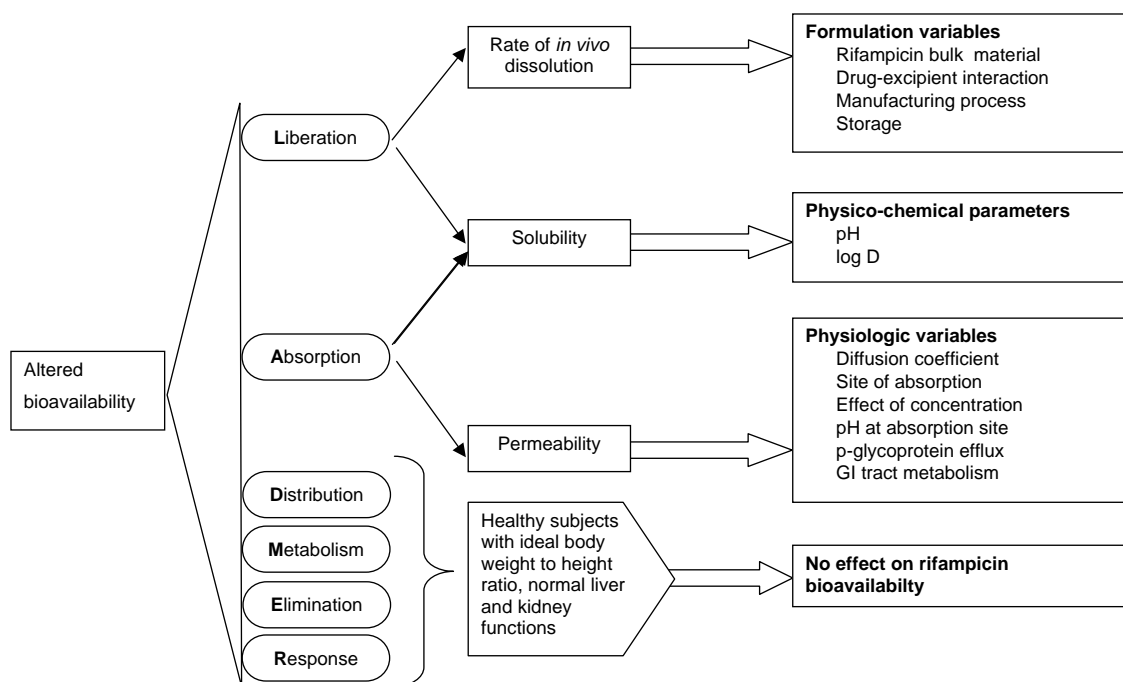 Altered
bioavailability
Liberation
Absorption
Distribution
Metabolism
Elimination
Response
Rate of in vivo
dissolution
Solubility
Permeability
Healthy subjects
with ideal body
weight to height
ratio, normal liver
and kidney
functions
Formulation variables
Rifampicin bulk material
Drug-excipient interaction
Manufacturing process
Storage
Physico-chemical parameters
pH
log D
Physiologic variables
Diffusion coefficient
Site of absorption
Effect of concentration
pH at absorption site
p-glycoprotein efflux
GI tract metabolism
No effect on rifampicin
bioavailabilty